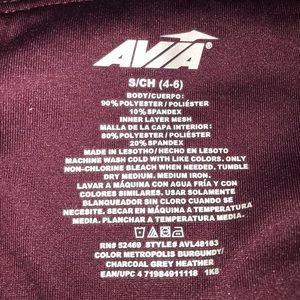 AVIA
S/CH (4-6)
BODY/CUERPO:
90% POLYESTER / POLIÉSTER
10% SPANDEX
INNER LAYER MESH
MALLA DE LA CAPA INTERIOR:
80% POLYESTER / POLIÉSTER
20% SPANDEX
MADE IN LESOTHO/HECHO EN LESOTO
MACHINE WASH COLD WITH LIKE COLORS. ONLY
NON-CHLORINE BLEACH WHEN NEEDED. TUMBLE
DRY MEDIUM. MEDIUM IRON.
LAVAR A MÁQUINA CON AGUA FRÍA Y CON
COLORES SIMILARES. USAR SOLAMENTE
BLANQUEADOR SIN CLORO CUANDO SE
NECESITE. SECAR EN MÁQUINA A TEMPERATURA
MEDIA. PLANCHAR A TEMPERATURA MEDIA.
RN# 52469 STYLE# AVL48163
COLOR METROPOLIS BURGUNDY/
CHARCOAL GREY HEATHER
EAN/UPC 4 71984911118 1K8